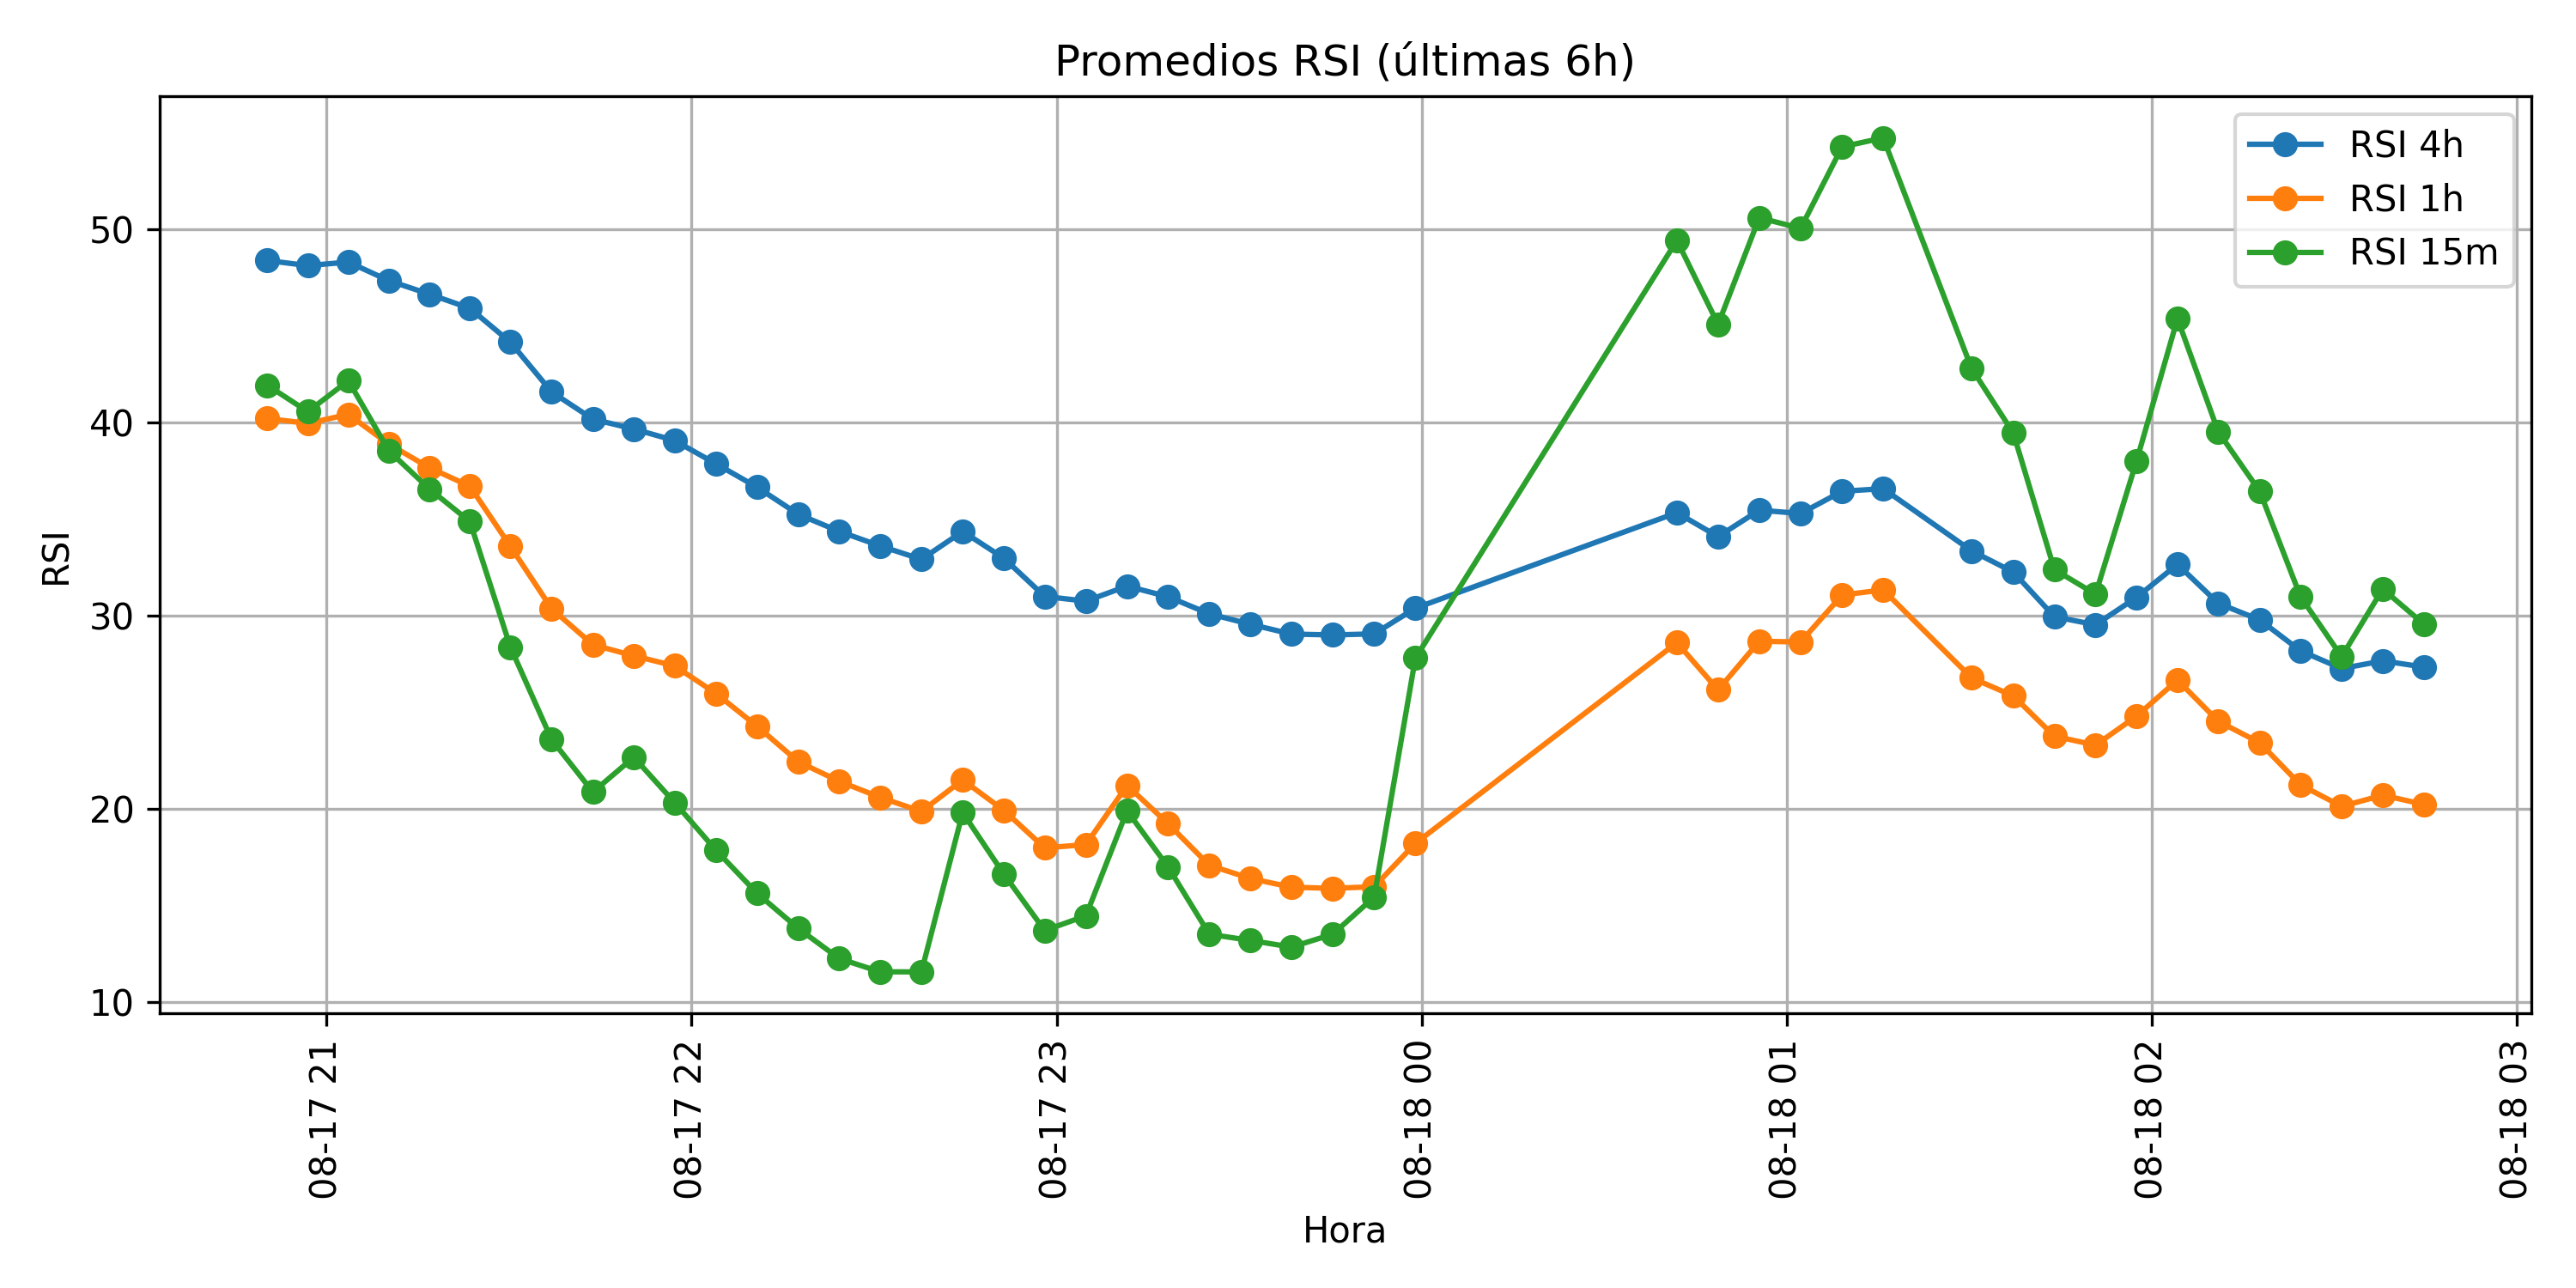 Promedios RSI (últimas 6h)
RSI 4h
RSI 1h
RSI 15m
RSI
50
40
30
20
10
08-17 21
08-17 22
08-17 23
08-18 00
08-18 01
08-18 02
08-18 03
Hora